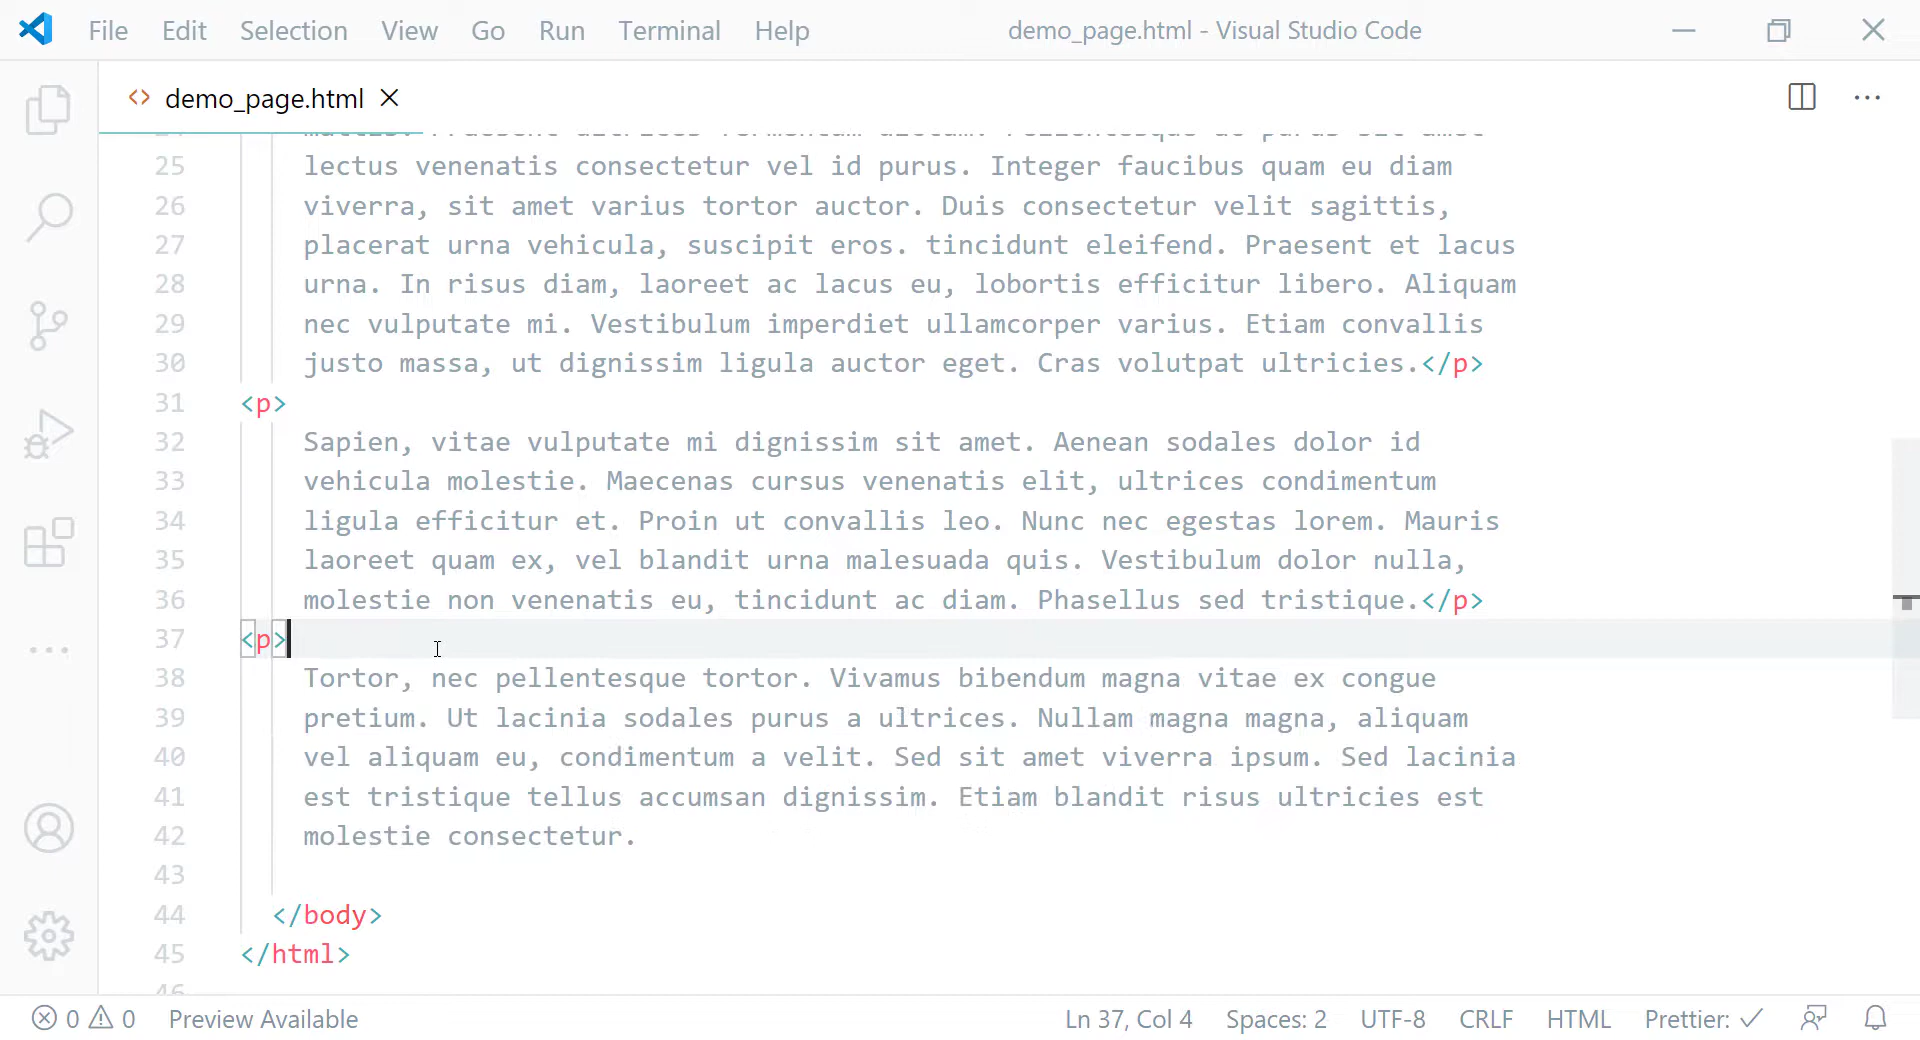 File Edit Selection View Go Run Terminal Help demo_page.html - Visual Studio Code
demo_page.html
25 lectus venenatis consectetur vel id purus. Integer faucibus quam eu diam
26 viverra, sit amet varius tortor auctor. Duis consectetur velit sagittis,
27 placerat urna vehicula, suscipit eros. tincidunt eleifend. Praesent et lacus
28 urna. In risus diam, laoreet ac lacus eu, lobortis efficitur libero. Aliquam
29 nec vulputate mi. Vestibulum imperdiet ullamcorper varius. Etiam convallis
30 justo massa, ut dignissim ligula auctor eget. Cras volutpat ultricies.</p>
31 <p>
32 Sapien, vitae vulputate mi dignissim sit amet. Aenean sodales dolor id
33 vehicula molestie. Maecenas cursus venenatis elit, ultrices condimentum
34 ligula efficitur et. Proin ut convallis leo. Nunc nec egestas lorem. Mauris
35 laoreet quam ex, vel blandit urna malesuada quis. Vestibulum dolor nulla,
36 molestie non venenatis eu, tincidunt ac diam. Phasellus sed tristique.</p>
37 <p>
38 Tortor, nec pellentesque tortor. Vivamus bibendum magna vitae ex congue
39 pretium. Ut lacinia sodales purus a ultrices. Nullam magna magna, aliquam
40 vel aliquam eu, condimentum a velit. Sed sit amet viverra ipsum. Sed lacinia
41 est tristique tellus accumsan dignissim. Etiam blandit risus ultricies est
42 molestie consectetur.
43
44 </body>
45 </html>
46
0 0 Preview Available Ln 37, Col 4 Spaces: 2 UTF-8 CRLF HTML Prettier: ✓